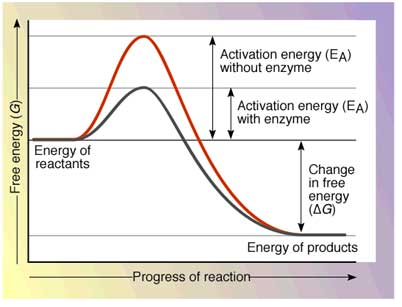 Activation energy (EA)
without enzyme
Activation energy (EA)
with enzyme
Free energy (G)
Energy of
reactants
Change
in free
energy
(ΔG)
Energy of products
Progress of reaction